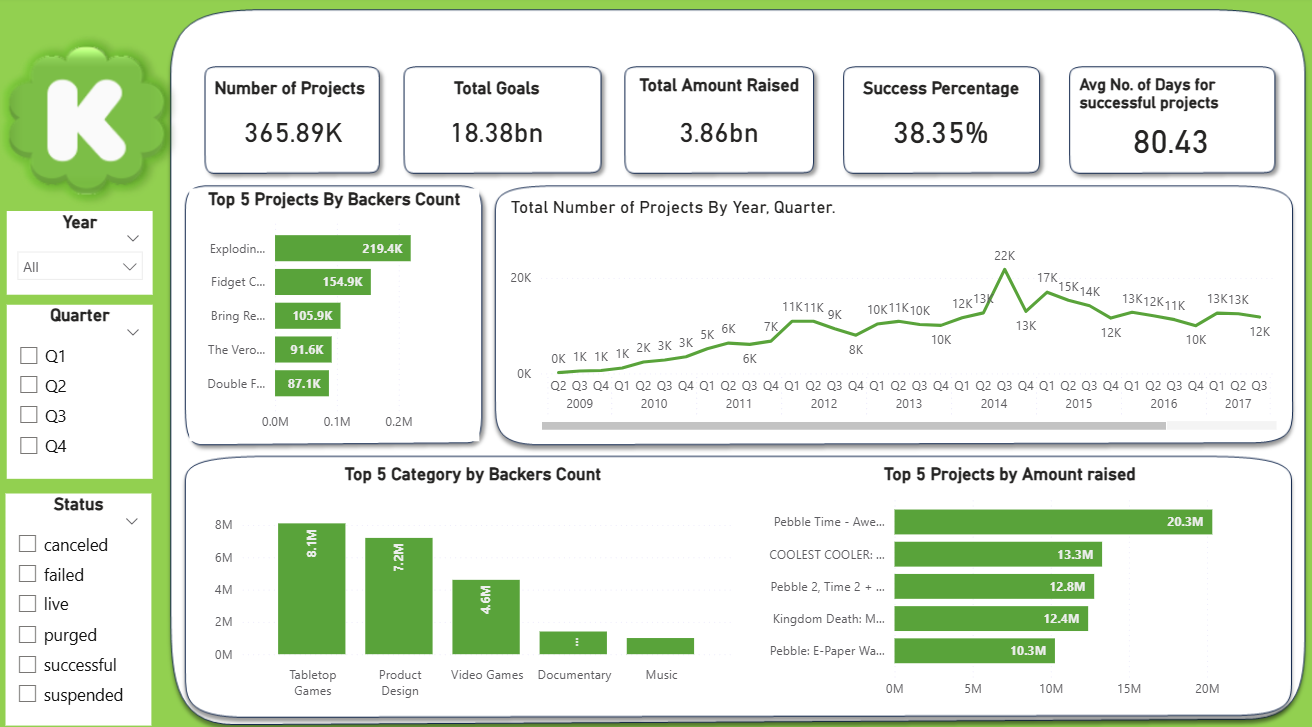 K
Number of Projects
365.89K
Total Goals
18.38bn
Total Amount Raised
3.86bn
Success Percentage
38.35%
Avg No. of Days for
successful projects
80.43
Year
All
Quarter
Q1
Q2
Q3
Q4
Status
canceled
failed
live
purged
successful
suspended
Top 5 Projects By Backers Count
Explodin... 219.4K
Fidget C... 154.9K
Bring Re... 105.9K
The Vero... 91.6K
Double F... 87.1K
0.0M 0.1M 0.2M
Total Number of Projects By Year, Quarter.
20K
0K
0K 1K 1K 1K 2K 3K 3K 5K 6K 6K 7K 11K 11K 9K 8K 10K 11K 10K 10K 12K 13K 22K 13K 17K 15K 14K 12K 13K 12K 11K 10K 13K 13K 12K
Q2 Q3 Q4 Q1 Q2 Q3 Q4 Q1 Q2 Q3 Q4 Q1 Q2 Q3 Q4 Q1 Q2 Q3 Q4 Q1 Q2 Q3 Q4 Q1 Q2 Q3 Q4 Q1 Q2 Q3 Q4 Q1 Q2 Q3
2009 2010 2011 2012 2013 2014 2015 2016 2017
Top 5 Category by Backers Count
8M
6M
4M
2M
0M
8.1M 7.2M 4.6M ...
Tabletop Product Video Games Documentary Music
Games Design
Top 5 Projects by Amount raised
Pebble Time - Awe... 20.3M
COOLEST COOLER: ... 13.3M
Pebble 2, Time 2 + ... 12.8M
Kingdom Death: M... 12.4M
Pebble: E-Paper Wa... 10.3M
0M 5M 10M 15M 20M